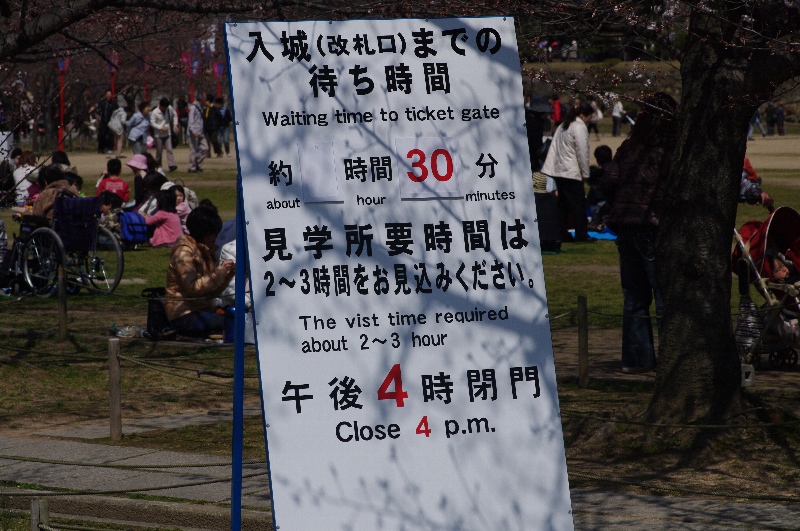 入城(改札口)までの
待ち時間
Waiting time to ticket gate
約 時間 30 分
about hour minutes
見学所要時間は
2～3時間をお見込みください。
The vist time required
about 2～3 hour
午後4時閉門
Close 4 p.m.